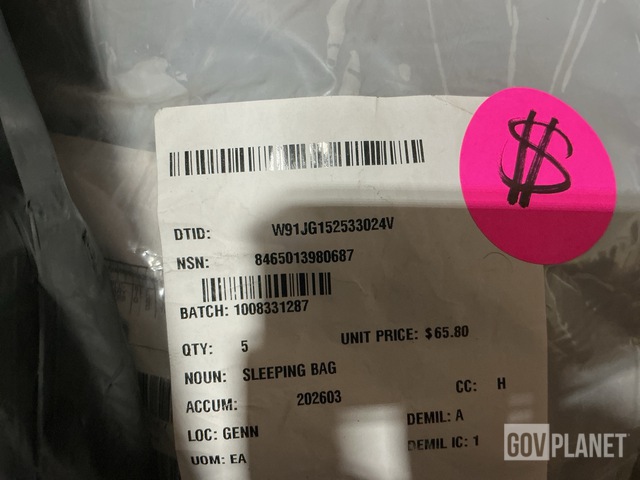 $
DTID: W91JG152533024V
NSN: 8465013980687
BATCH: 1008331287
QTY: 5 UNIT PRICE: $65.80
NOUN: SLEEPING BAG
ACCUM: 202603 CC: H
LOC: GENN DEMIL: A
UOM: EA DEMIL IC: 1
GOVPLANET